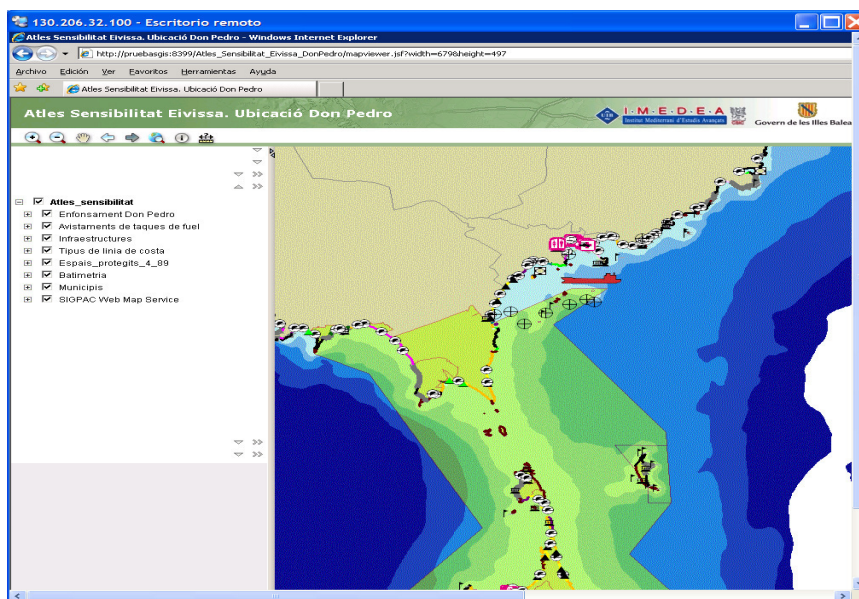 130.206.32.100 - Escritorio remoto
Atles Sensibilitat Eivissa. Ubicació Don Pedro - Windows Internet Explorer
http://pruebasgis:8399/Atles_Sensibilitat_Eivissa_DonPedro/mapviewer.jsf?width=679&height=497
Archivo Edición Ver Favoritos Herramientas Ayuda
Atles Sensibilitat Eivissa. Ubicació Don Pedro
Atles Sensibilitat Eivissa. Ubicació Don Pedro
I·M·E·D·E·A
Institut Mediterrani d'Estudis Avançats
Govern de les Illes Balea
Atles_sensibilitat
Enfonsament Don Pedro
Avistaments de taques de fuel
Infraestructures
Tipus de linia de costa
Espais_protegits_4_89
Batimetria
Municipis
SIGPAC Web Map Service